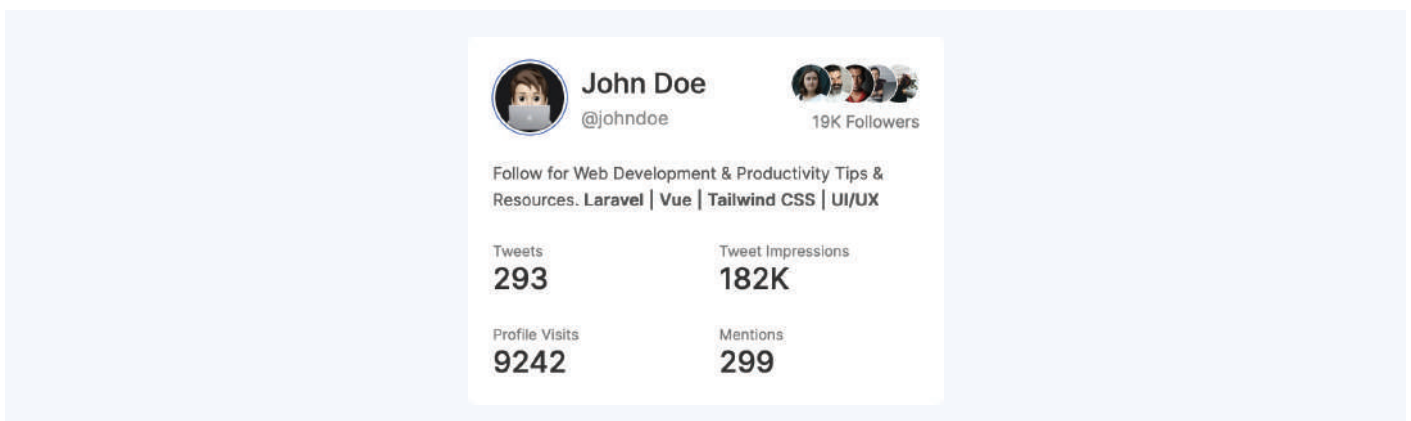 John Doe
@johndoe
19K Followers
Follow for Web Development & Productivity Tips &
Resources. Laravel | Vue | Tailwind CSS | UI/UX
Tweets
293
Tweet Impressions
182K
Profile Visits
9242
Mentions
299